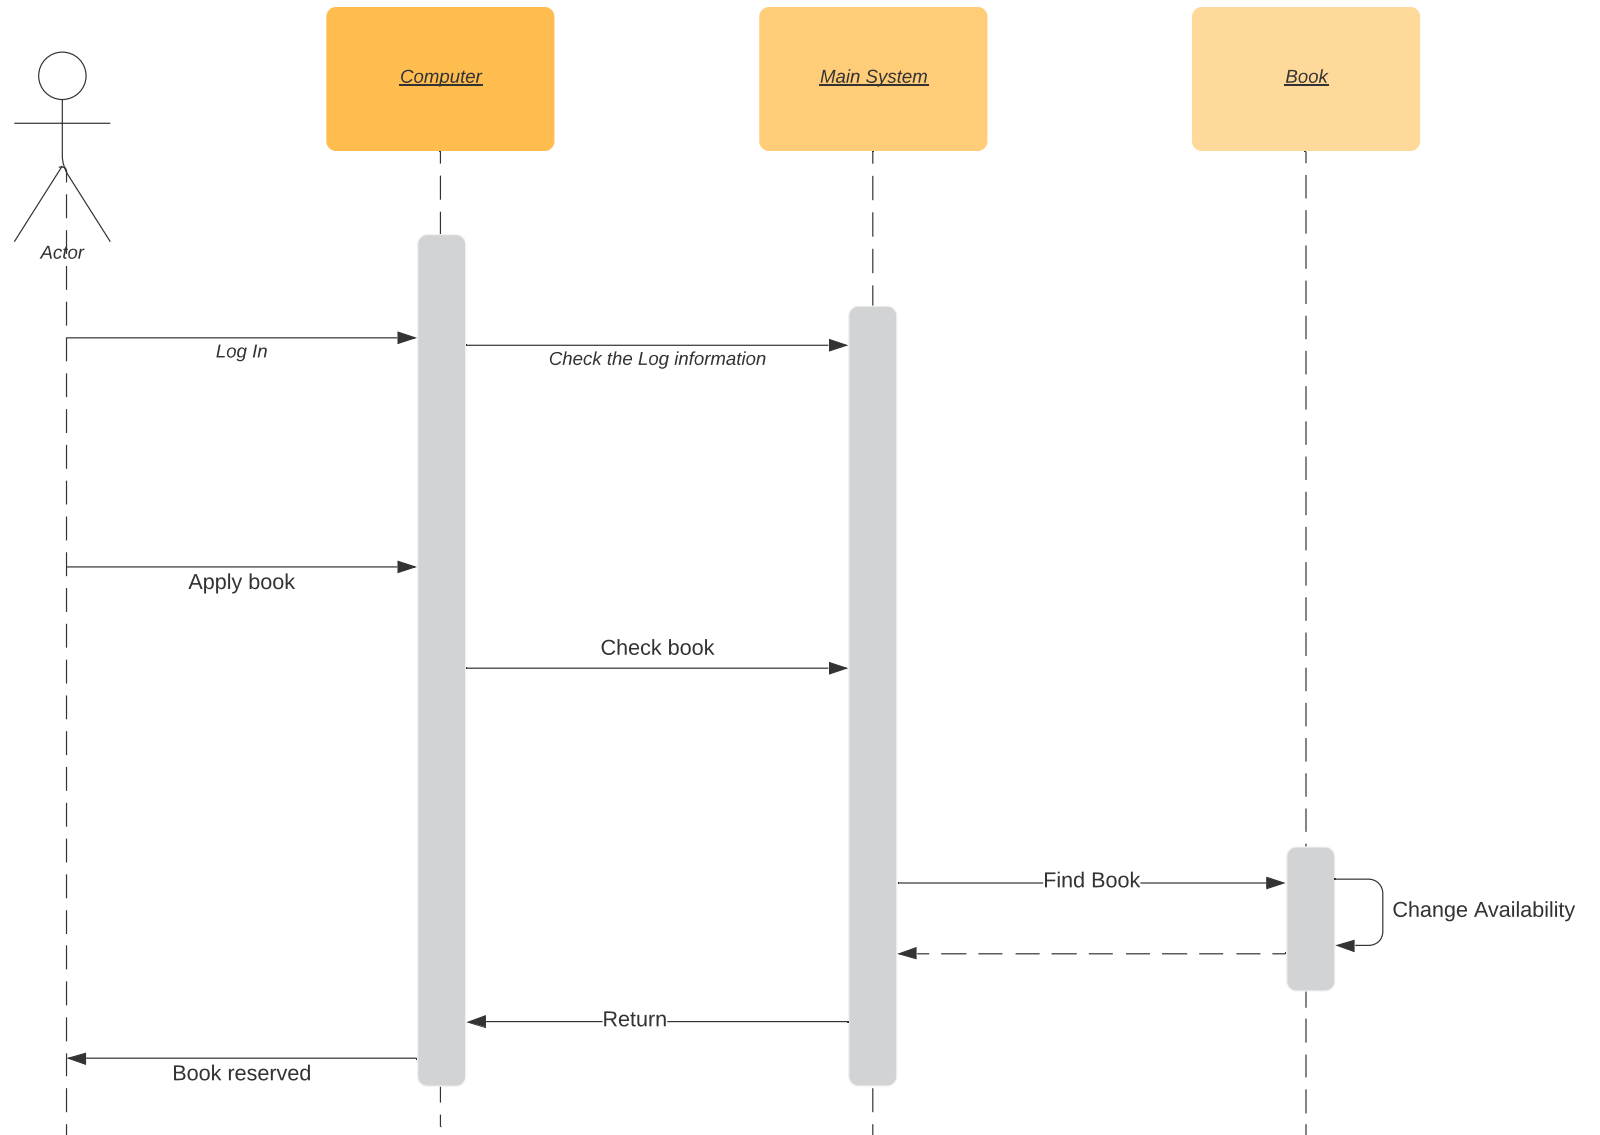 Computer
Main System
Book
Actor
Log In
Check the Log information
Apply book
Check book
Find Book
Change Availability
Return
Book reserved